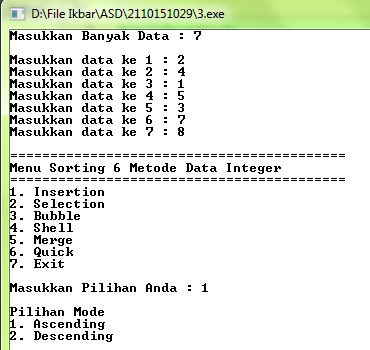 D:\File Ikbar\ASD\2110151029\3.exe
Masukkan Banyak Data : 7
Masukkan data ke 1 : 2
Masukkan data ke 2 : 4
Masukkan data ke 3 : 1
Masukkan data ke 4 : 5
Masukkan data ke 5 : 3
Masukkan data ke 6 : 7
Masukkan data ke 7 : 8
==========================================
Menu Sorting 6 Metode Data Integer
==========================================
1. Insertion
2. Selection
3. Bubble
4. Shell
5. Merge
6. Quick
7. Exit
Masukkan Pilihan Anda : 1
Pilihan Mode
1. Ascending
2. Descending